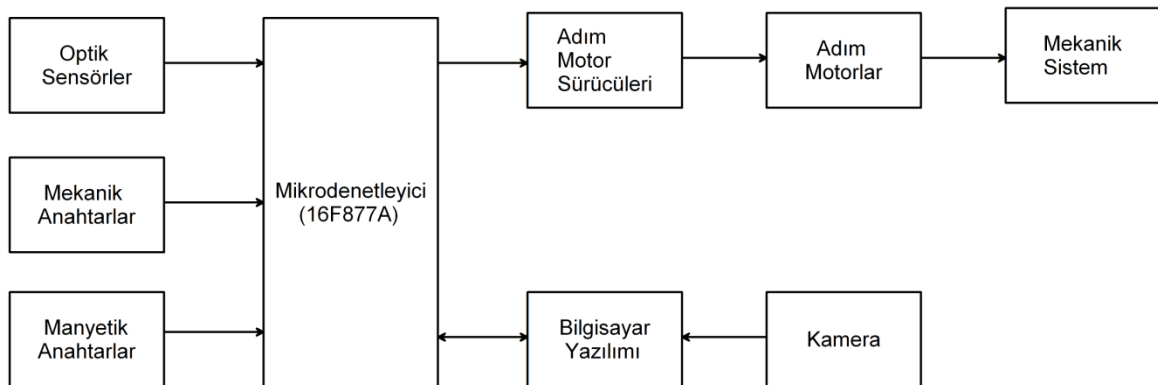 Optik
Sensörler
Mekanik
Anahtarlar
Manyetik
Anahtarlar
Mikrodenetleyici
(16F877A)
Adım
Motor
Sürücüleri
Adım
Motorlar
Mekanik
Sistem
Bilgisayar
Yazılımı
Kamera